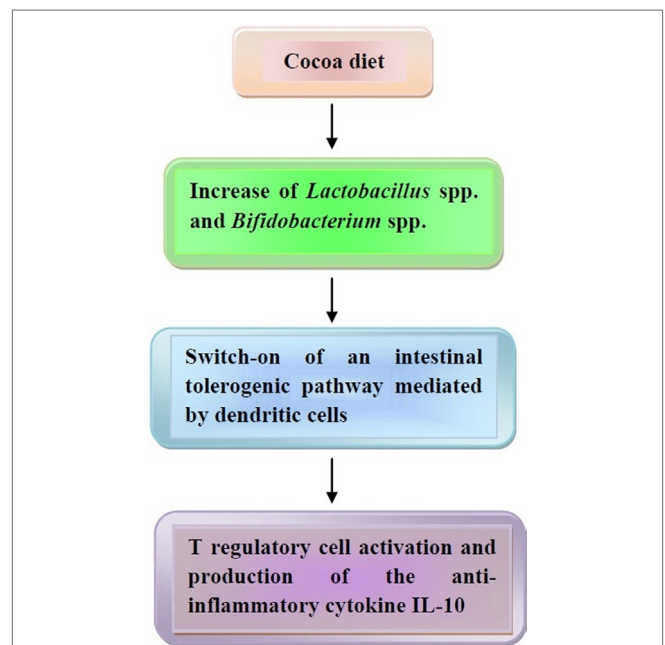 Cocoa diet
Increase of Lactobacillus spp.
and Bifidobacterium spp.
Switch-on of an intestinal
tolerogenic pathway mediated
by dendritic cells
T regulatory cell activation and
production of the anti-
inflammatory cytokine IL-10